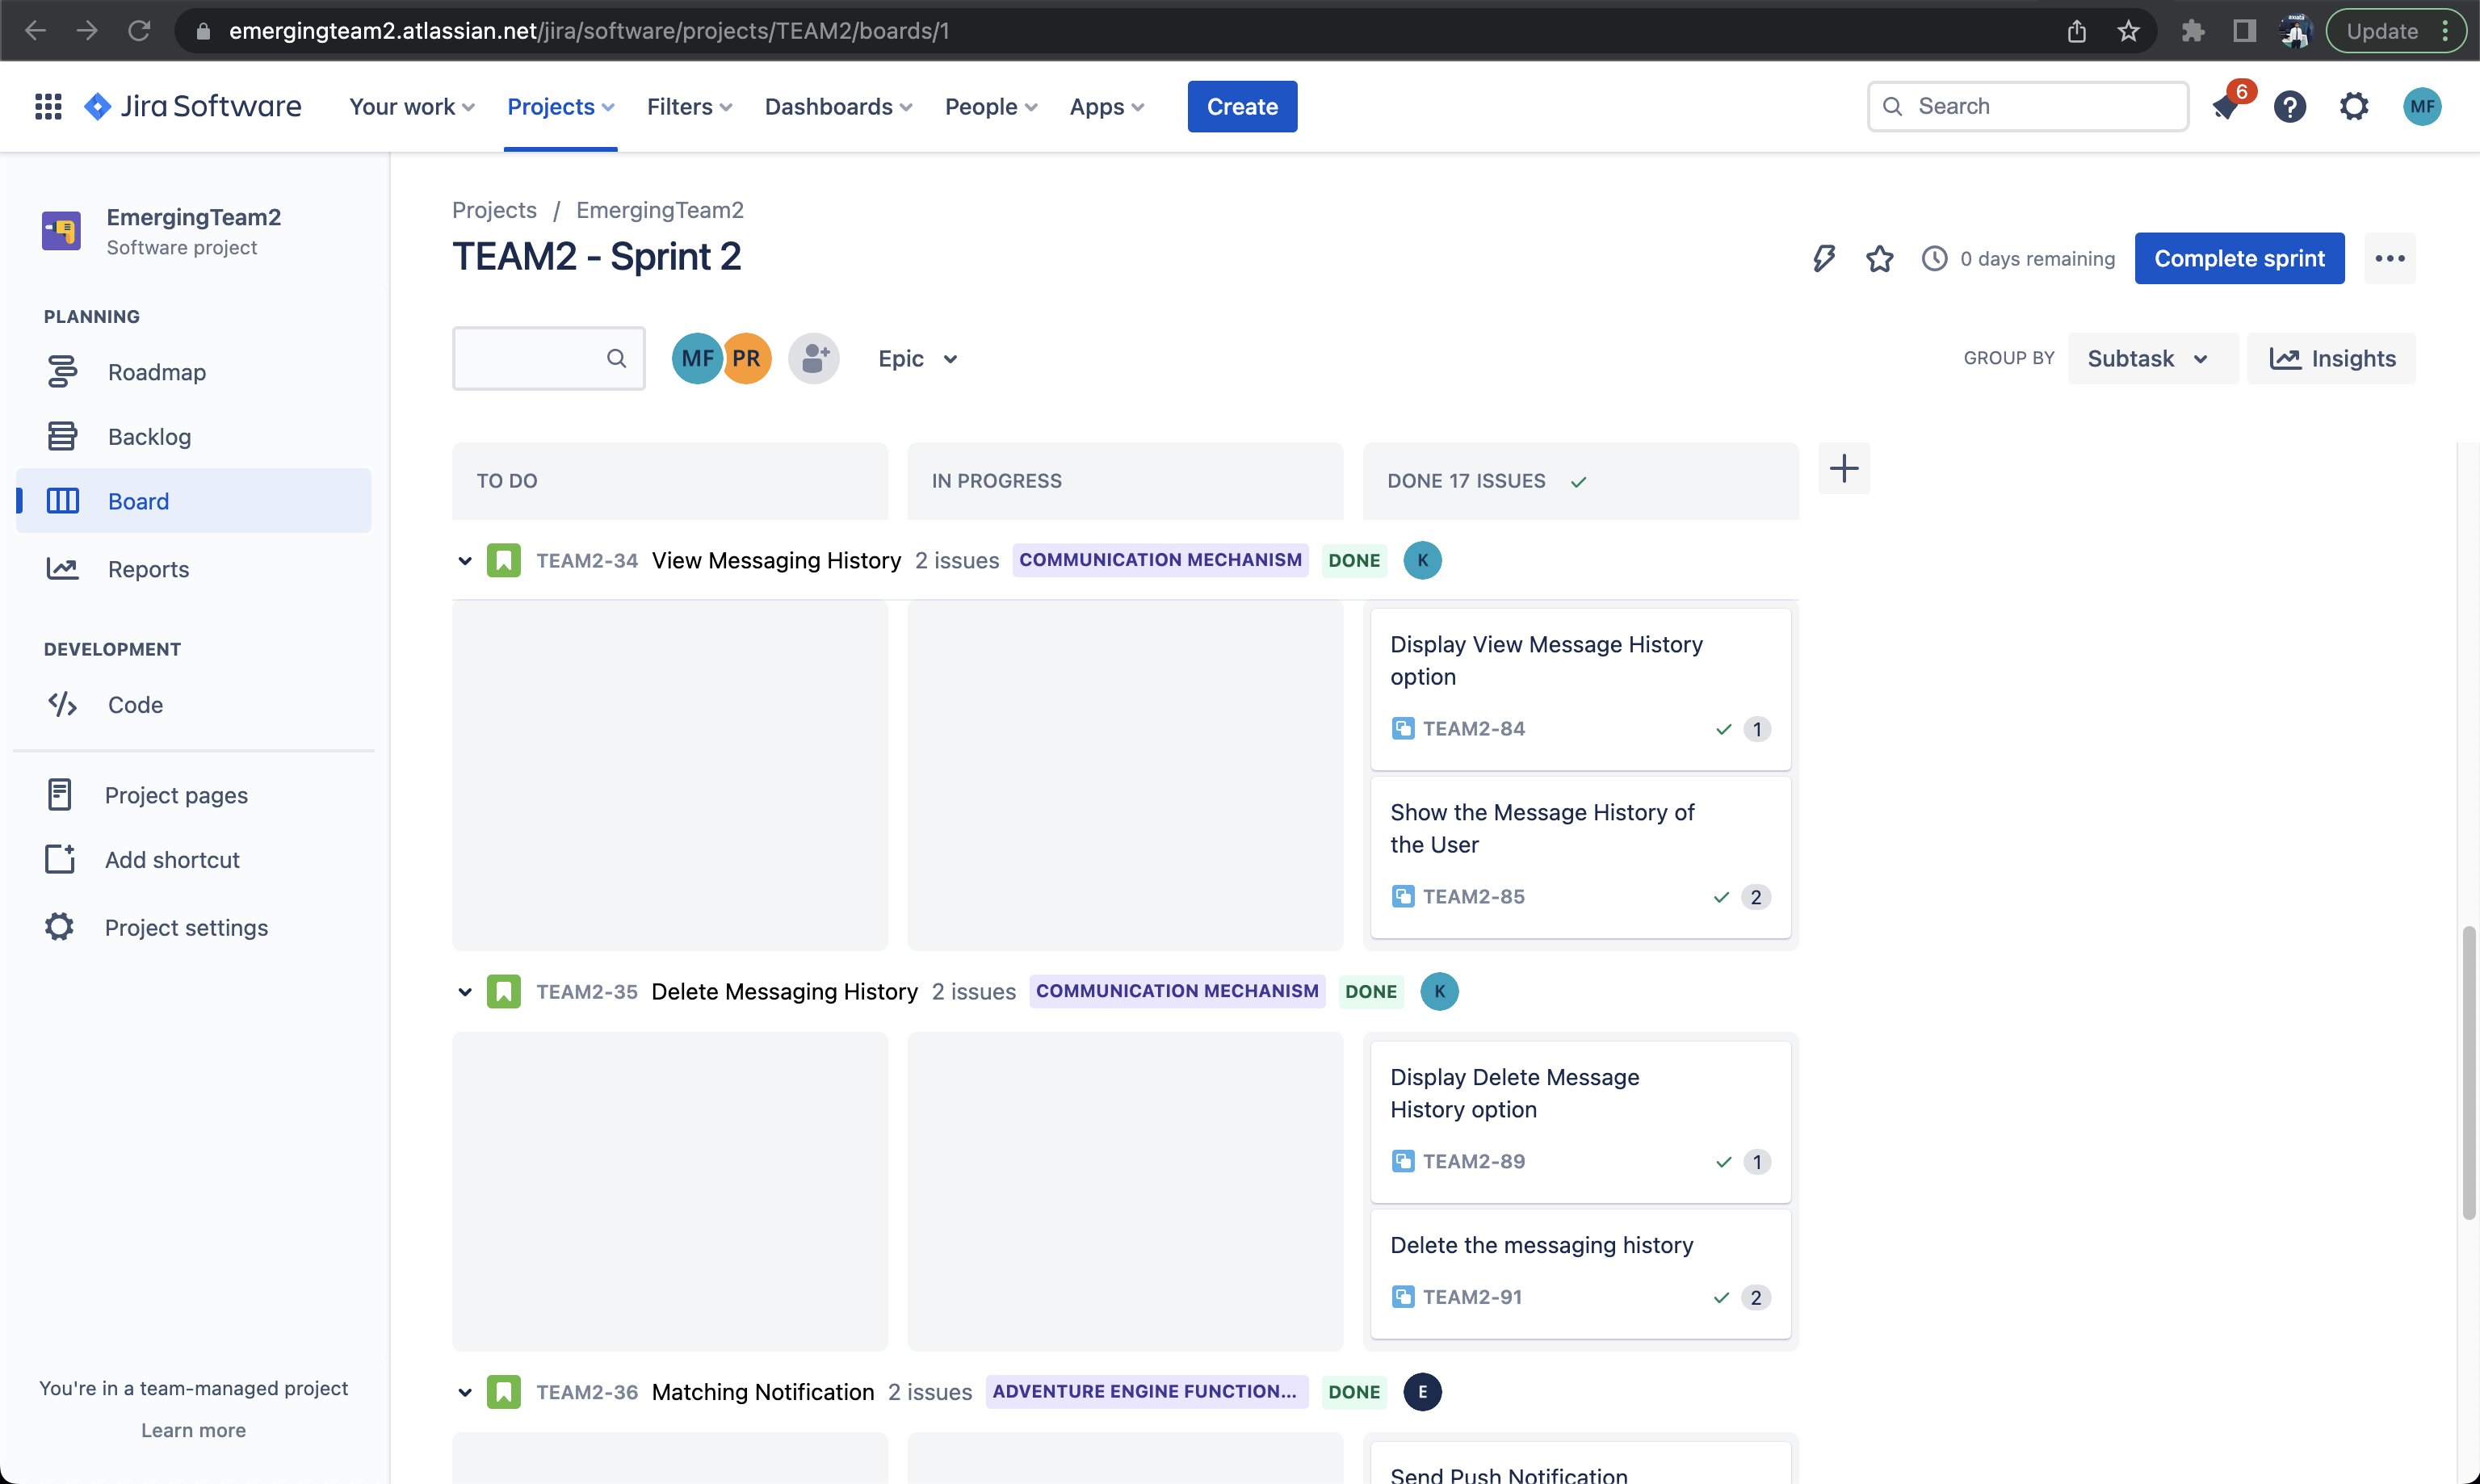 emergingteam2.atlassian.net/jira/software/projects/TEAM2/boards/1
Update
Jira Software
Your work
Projects
Filters
Dashboards
People
Apps
Create
Search
6
MF
EmergingTeam2
Software project
PLANNING
Roadmap
Backlog
Board
Reports
DEVELOPMENT
Code
Project pages
Add shortcut
Project settings
You're in a team-managed project
Learn more
Projects / EmergingTeam2
TEAM2 - Sprint 2
0 days remaining
Complete sprint
MF PR
Epic
GROUP BY
Subtask
Insights
TO DO
IN PROGRESS
DONE 17 ISSUES
TEAM2-34 View Messaging History 2 issues COMMUNICATION MECHANISM DONE K
Display View Message History
option
TEAM2-84 1
Show the Message History of
the User
TEAM2-85 2
TEAM2-35 Delete Messaging History 2 issues COMMUNICATION MECHANISM DONE K
Display Delete Message
History option
TEAM2-89 1
Delete the messaging history
TEAM2-91 2
TEAM2-36 Matching Notification 2 issues ADVENTURE ENGINE FUNCTION... DONE E
Send Push Notification